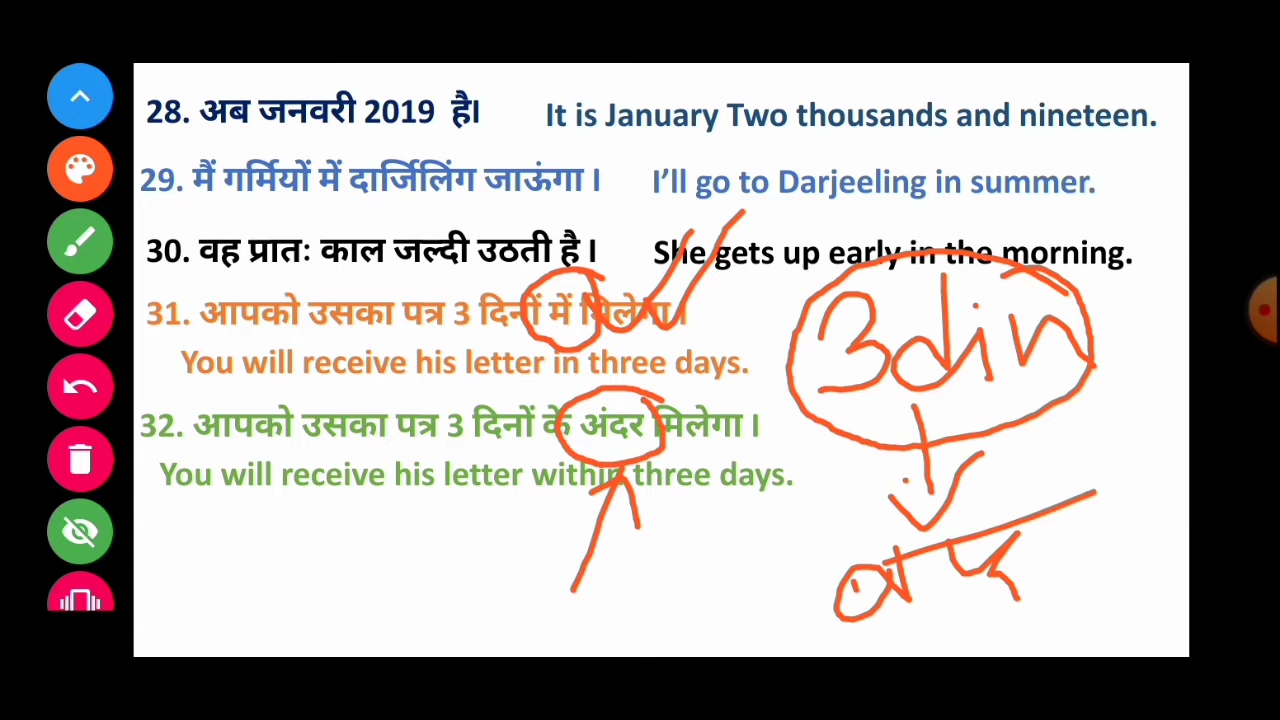 28. अब जनवरी 2019 है। It is January Two thousands and nineteen.
29. मैं गर्मियों में दार्जिलिंग जाऊंगा । I'll go to Darjeeling in summer.
30. वह प्रातः काल जल्दी उठती है । She gets up early in the morning.
31. आपको उसका पत्र 3 दिनों में मिलेगा ।
You will receive his letter in three days.
32. आपको उसका पत्र 3 दिनों के अंदर मिलेगा ।
You will receive his letter within three days.
3din